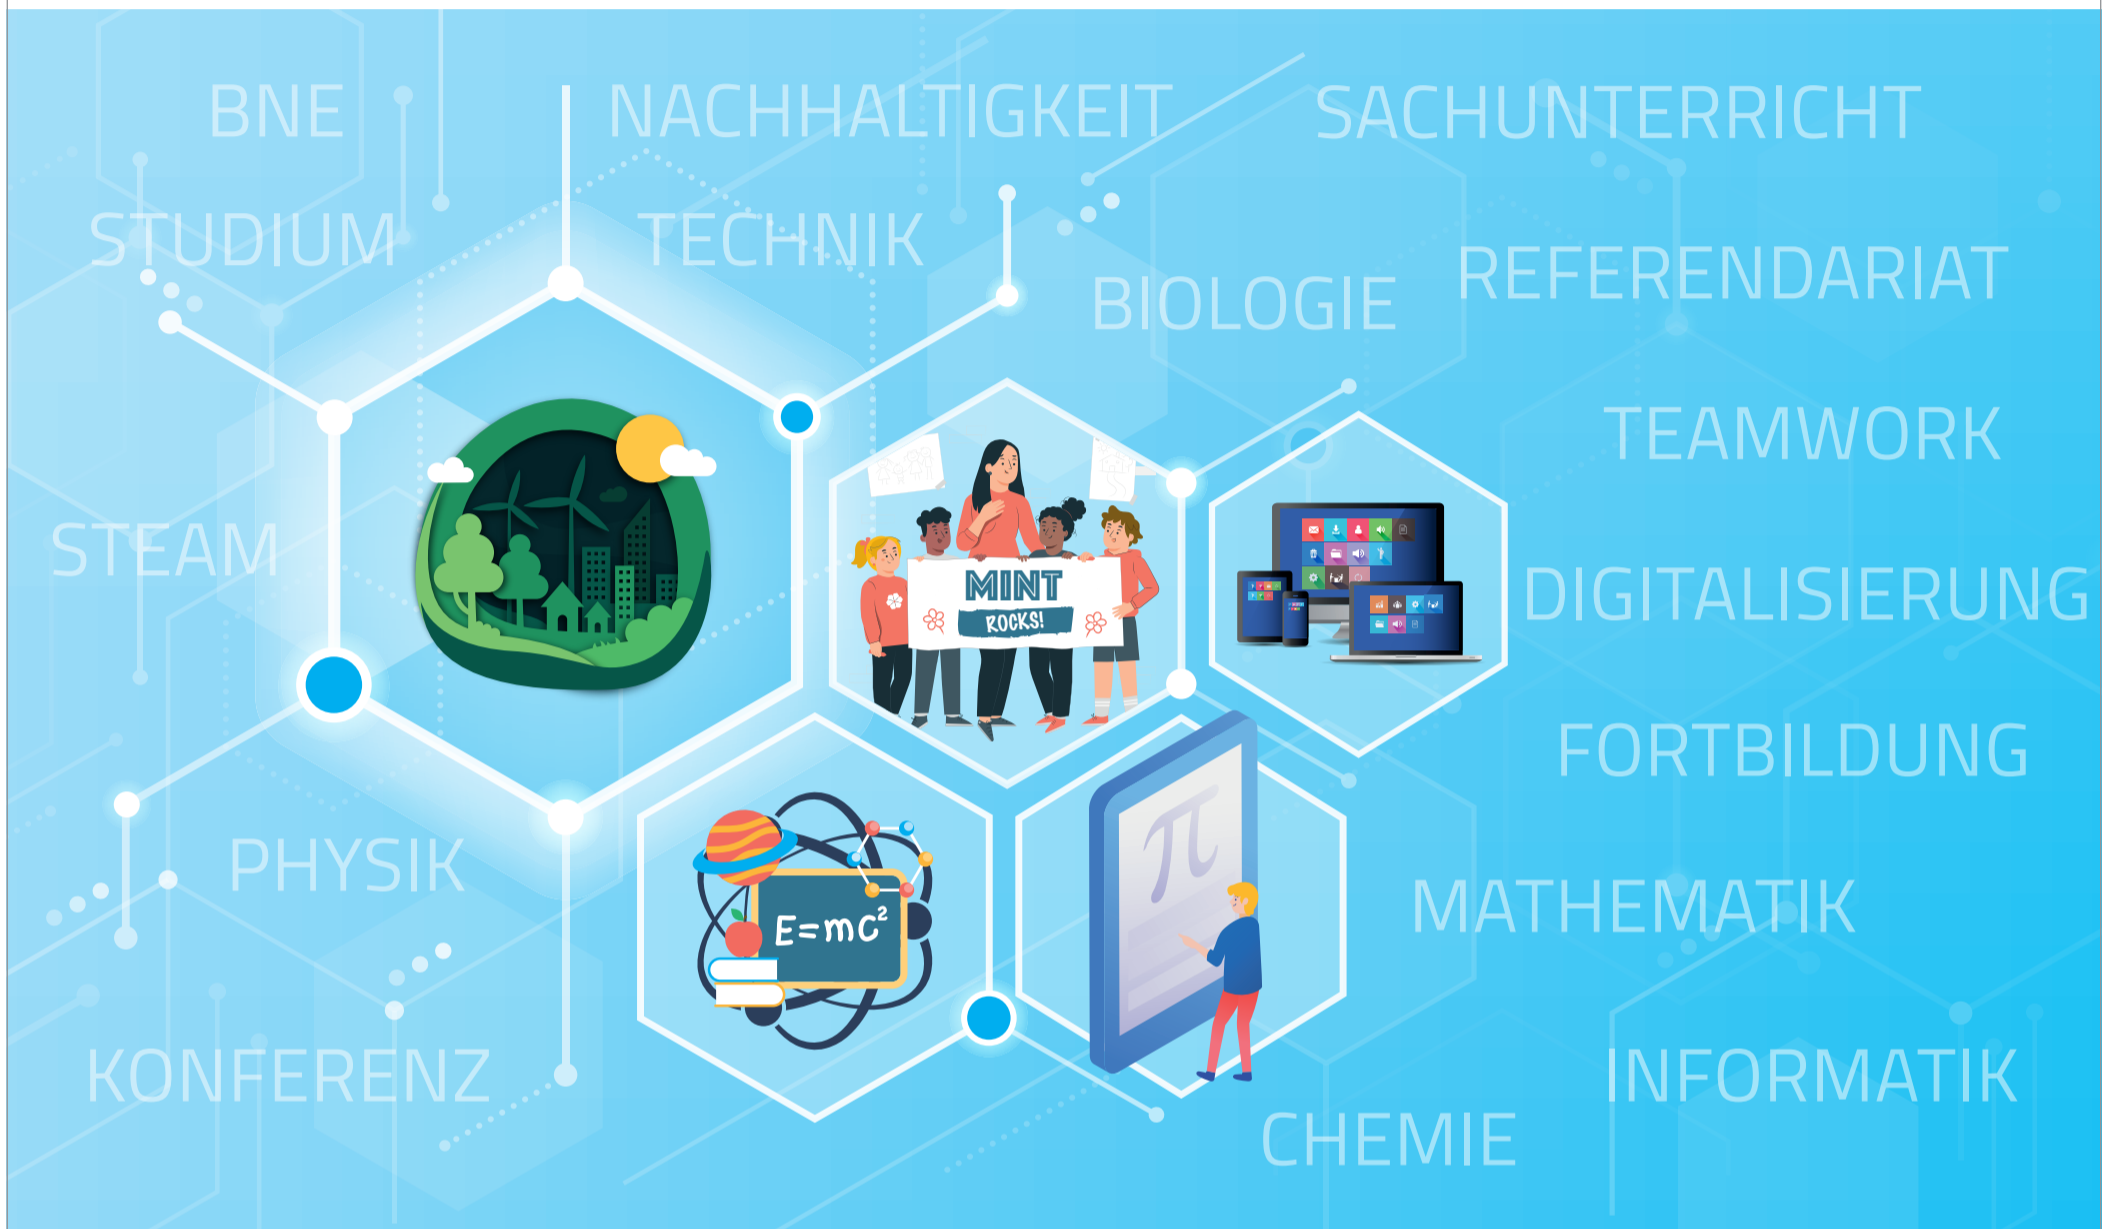 BNE
NACHHALTIGKEIT
SACHUNTERRICHT
STUDIUM
TECHNIK
BIOLOGIE
REFERENDARIAT
TEAMWORK
STEAM
MINT
ROCKS!
DIGITALISIERUNG
FORTBILDUNG
PHYSIK
π
E=mc²
MATHEMATIK
KONFERENZ
INFORMATIK
CHEMIE